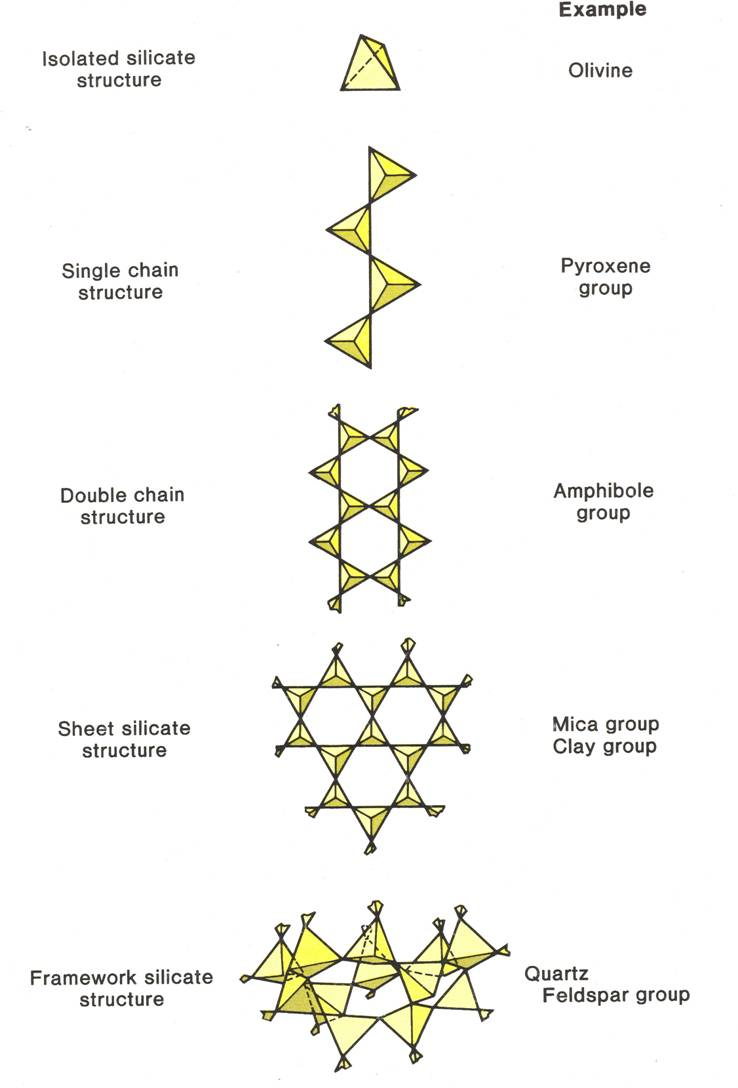 Example
Isolated silicate
structure
Olivine
Single chain
structure
Pyroxene
group
Double chain
structure
Amphibole
group
Sheet silicate
structure
Mica group
Clay group
Framework silicate
structure
Quartz
Feldspar group